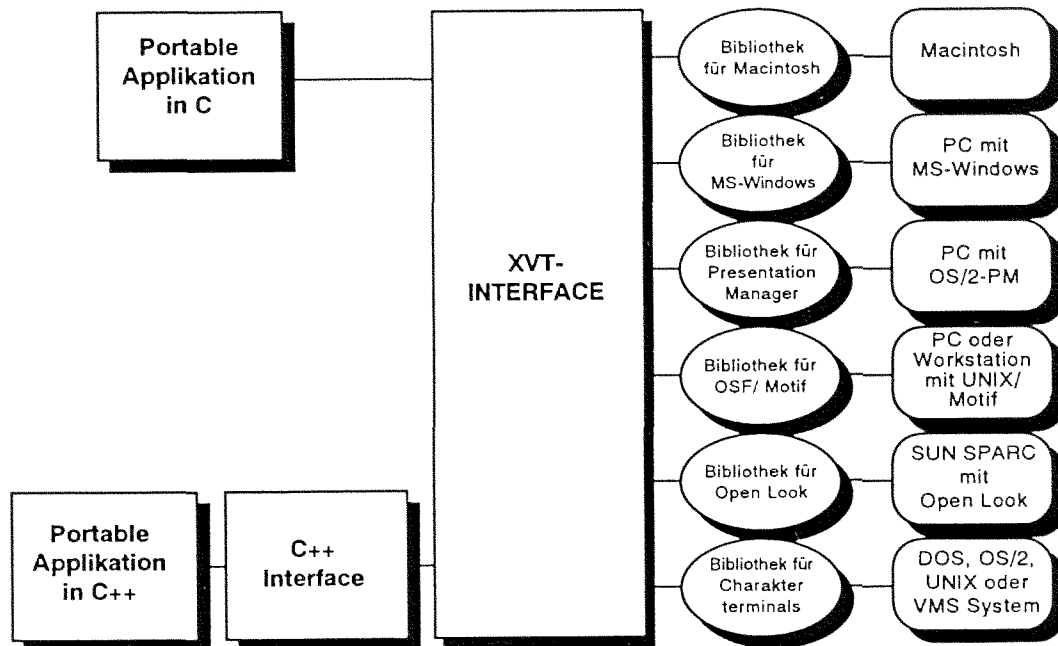 Portable
Applikation
in C
XVT-
INTERFACE
Bibliothek
für Macintosh
Macintosh
Bibliothek
für
MS-Windows
PC mit
MS-Windows
Bibliothek für
Presentation
Manager
PC mit
OS/2-PM
Bibliothek für
OSF/ Motif
PC oder
Workstation
mit UNIX/
Motif
Bibliothek für
Open Look
SUN SPARC
mit
Open Look
Portable
Applikation
in C++
C++
Interface
Bibliothek für
Charakter
terminals
DOS, OS/2,
UNIX oder
VMS System